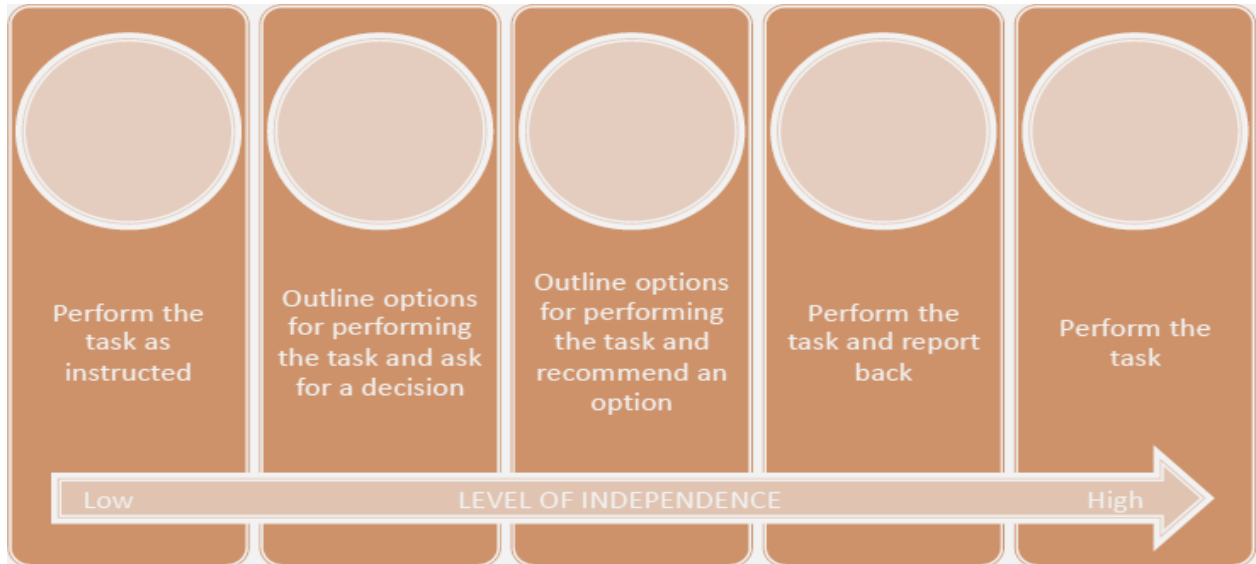 Perform the
task as
instructed
Outline options
for performing
the task and ask
for a decision
Outline options
for performing
the task and
recommend an
option
Perform the
task and report
back
Perform the
task
Low LEVEL OF INDEPENDENCE High